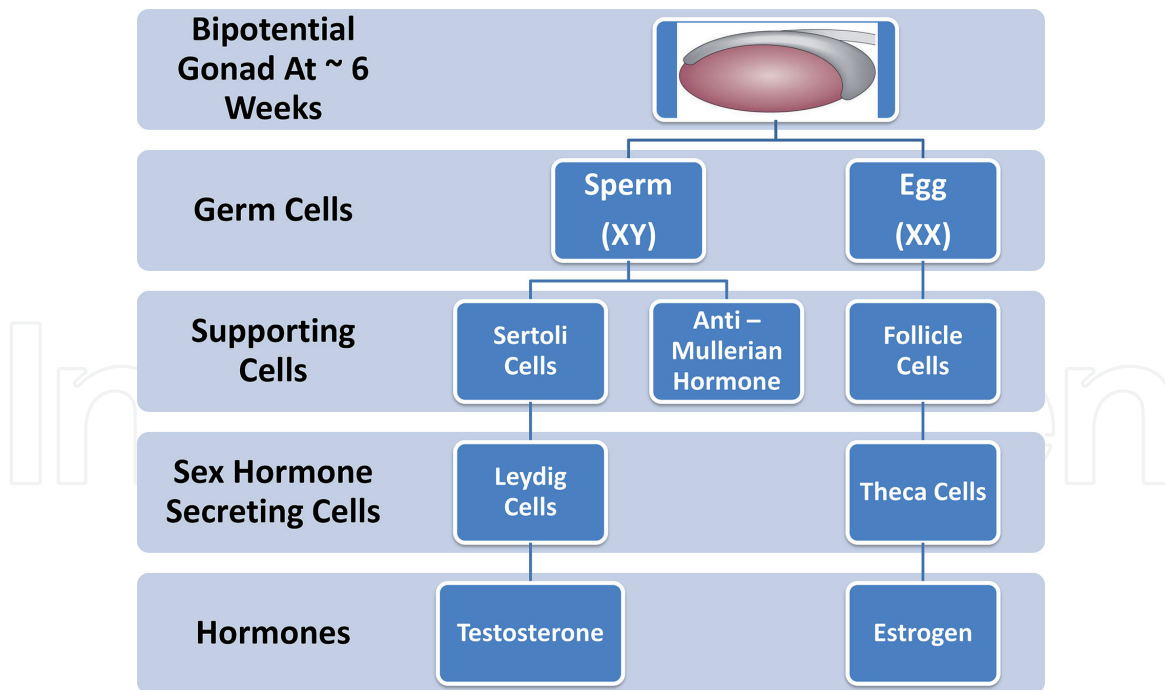 Bipotential
Gonad At ~ 6
Weeks
Germ Cells
Sperm
(XY)
Egg
(XX)
Supporting
Cells
Sertoli
Cells
Anti –
Mullerian
Hormone
Follicle
Cells
Sex Hormone
Secreting Cells
Leydig
Cells
Theca Cells
Hormones
Testosterone
Estrogen